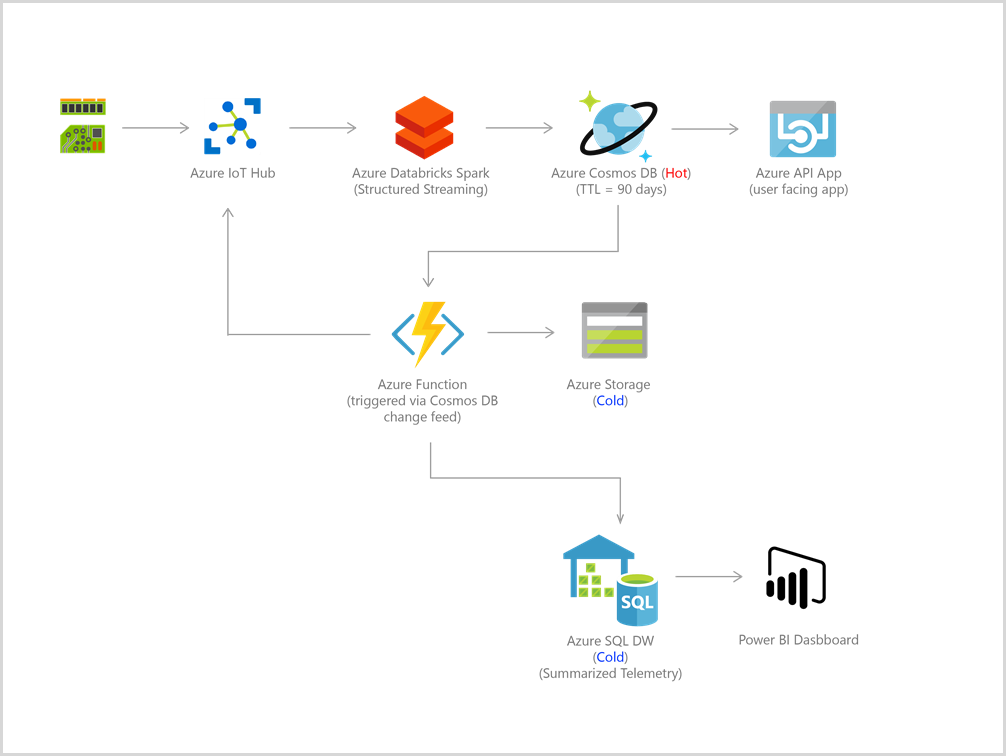 Azure IoT Hub
Azure Databricks Spark
(Structured Streaming)
Azure Cosmos DB (Hot)
(TTL = 90 days)
Azure API App
(user facing app)
Azure Function
(triggered via Cosmos DB
change feed)
Azure Storage
(Cold)
SQL
Azure SQL DW
(Cold)
(Summarized Telemetry)
Power BI Dasbboard